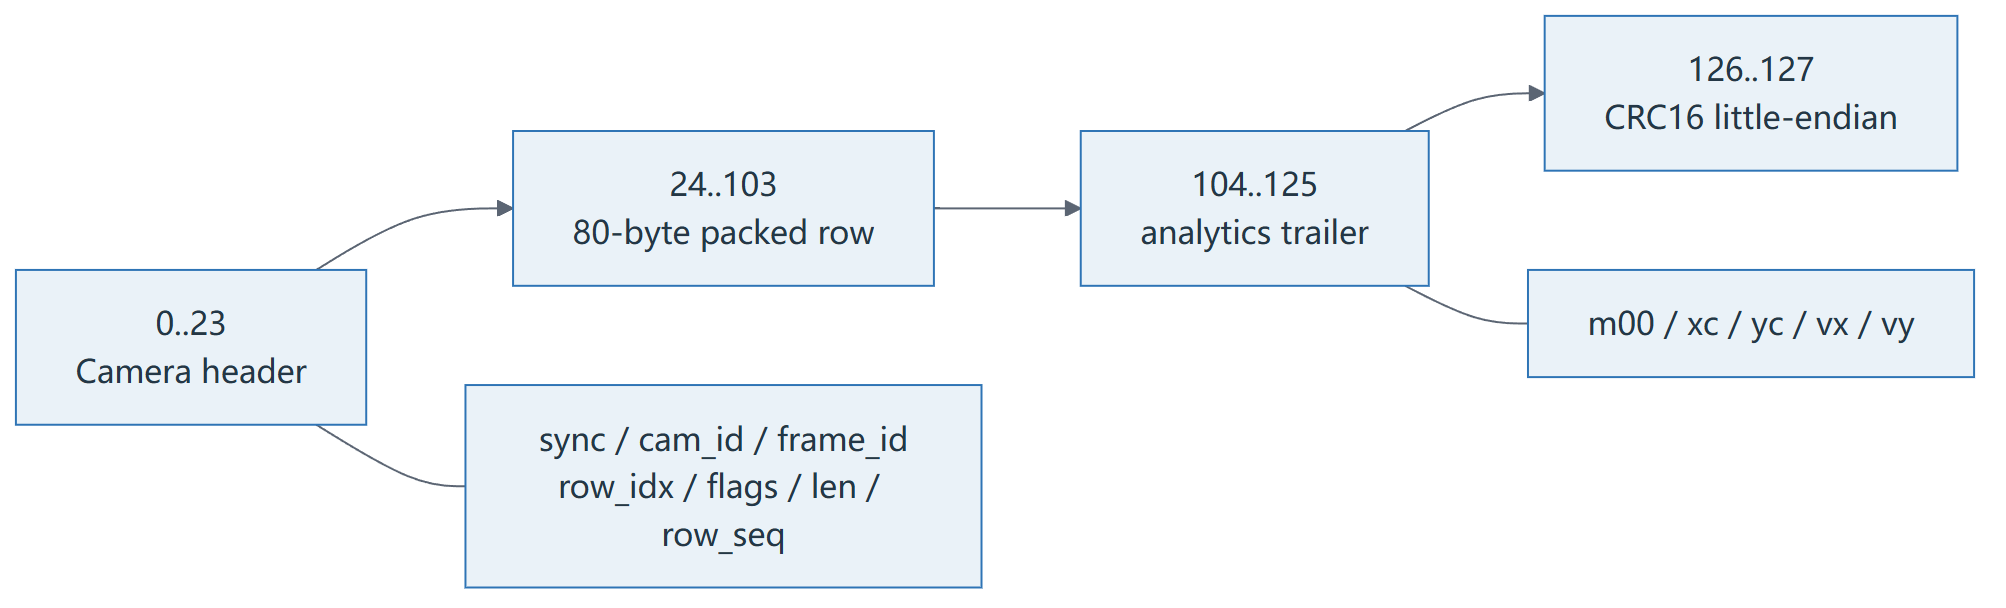 0..23
Camera header
24..103
80-byte packed row
104..125
analytics trailer
126..127
CRC16 little-endian
sync / cam_id / frame_id
row_idx / flags / len /
row_seq
m00 / xc / yc / vx / vy